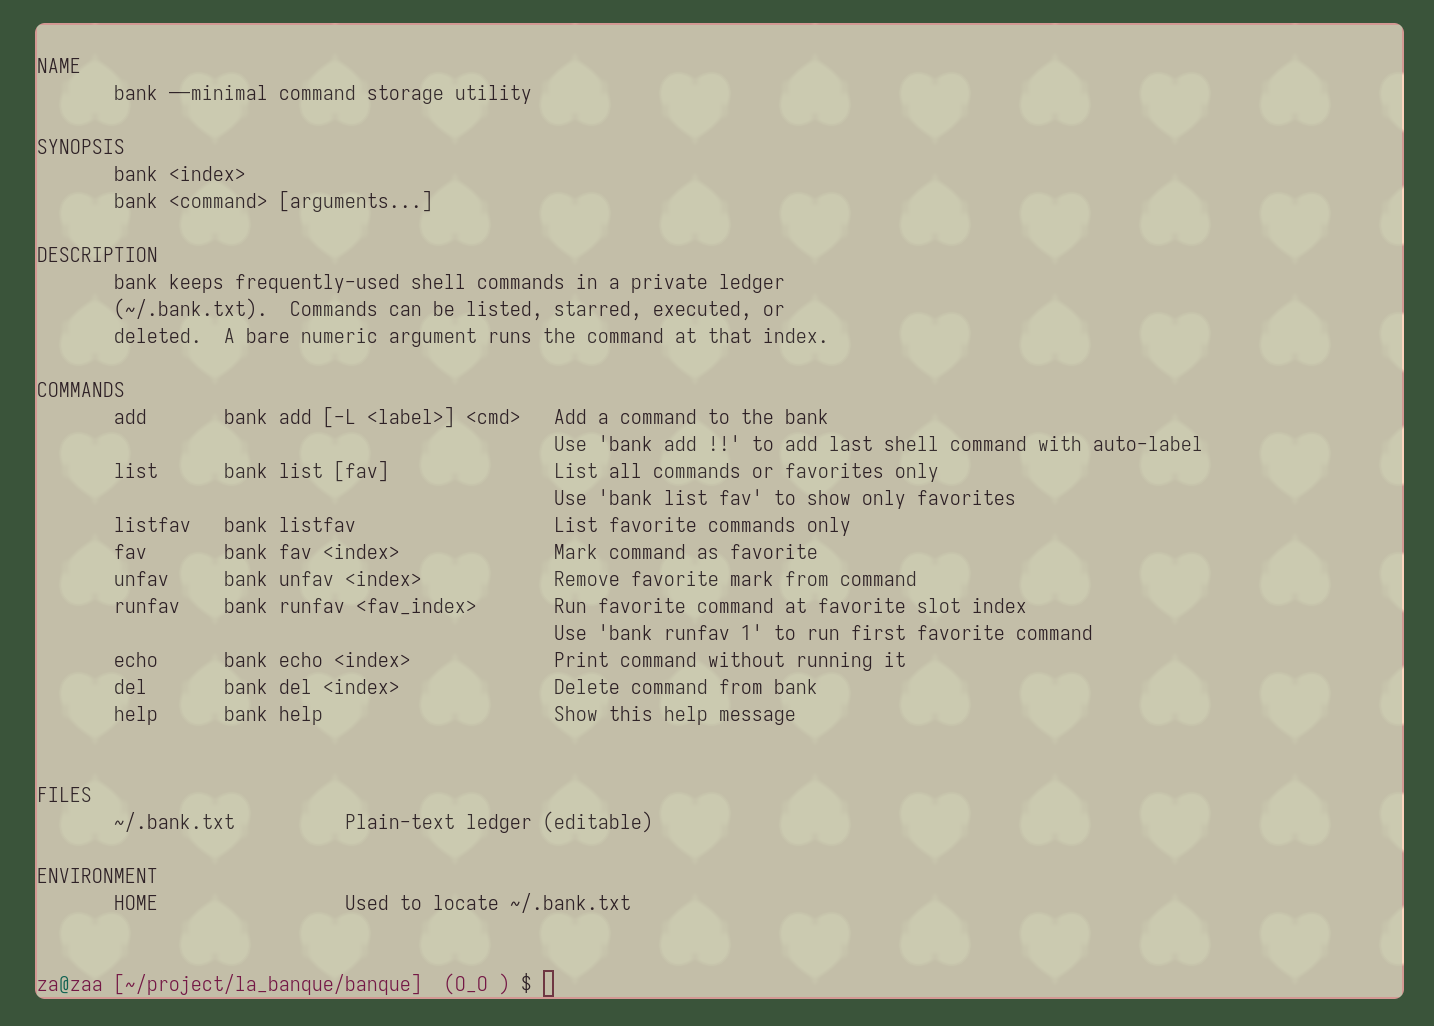 NAME
bank ——minimal command storage utility
SYNOPSIS
bank <index>
bank <command> [arguments...]
DESCRIPTION
bank keeps frequently-used shell commands in a private ledger
(~/.bank.txt).  Commands can be listed, starred, executed, or
deleted.  A bare numeric argument runs the command at that index.
COMMANDS
add       bank add [-L <label>] <cmd>   Add a command to the bank
Use 'bank add !!' to add last shell command with auto-label
list      bank list [fav]               List all commands or favorites only
Use 'bank list fav' to show only favorites
listfav   bank listfav                  List favorite commands only
fav       bank fav <index>              Mark command as favorite
unfav     bank unfav <index>            Remove favorite mark from command
runfav    bank runfav <fav_index>       Run favorite command at favorite slot index
Use 'bank runfav 1' to run first favorite command
echo      bank echo <index>             Print command without running it
del       bank del <index>              Delete command from bank
help      bank help                     Show this help message
FILES
~/.bank.txt          Plain-text ledger (editable)
ENVIRONMENT
HOME                 Used to locate ~/.bank.txt
za@zaa [~/project/la_banque/banque]  (O_O ) $